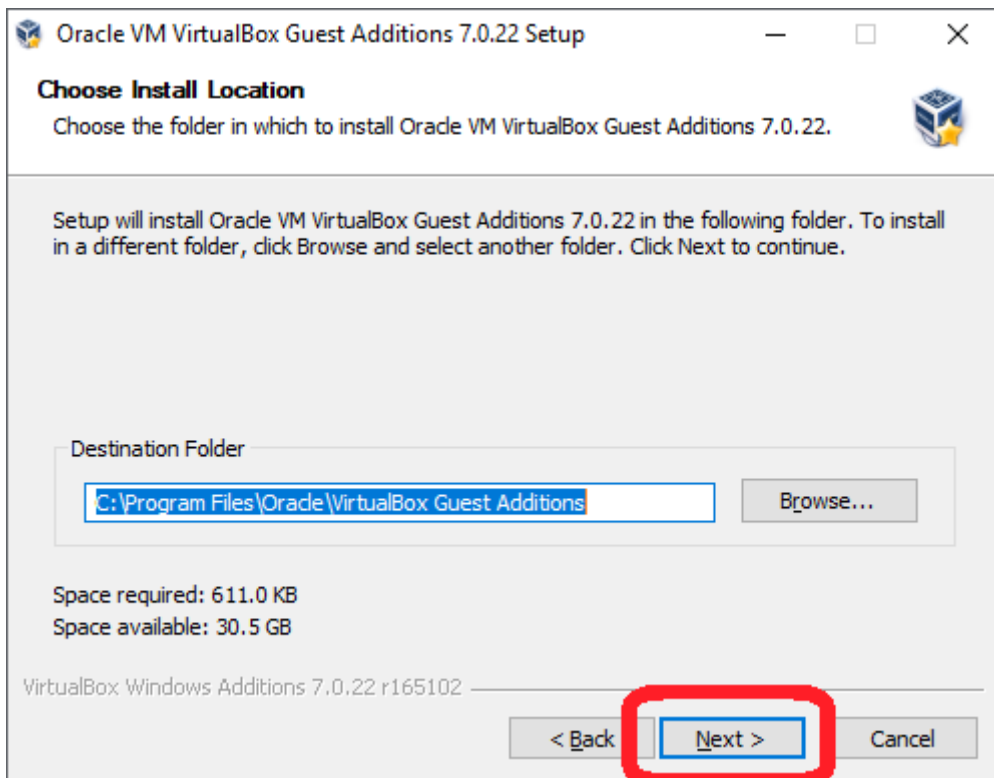 Oracle VM VirtualBox Guest Additions 7.0.22 Setup
Choose Install Location
Choose the folder in which to install Oracle VM VirtualBox Guest Additions 7.0.22.
Setup will install Oracle VM VirtualBox Guest Additions 7.0.22 in the following folder. To install
in a different folder, click Browse and select another folder. Click Next to continue.
Destination Folder
C:\Program Files\Oracle\VirtualBox Guest Additions
Browse...
Space required: 611.0 KB
Space available: 30.5 GB
VirtualBox Windows Additions 7.0.22 r165102
< Back Next > Cancel